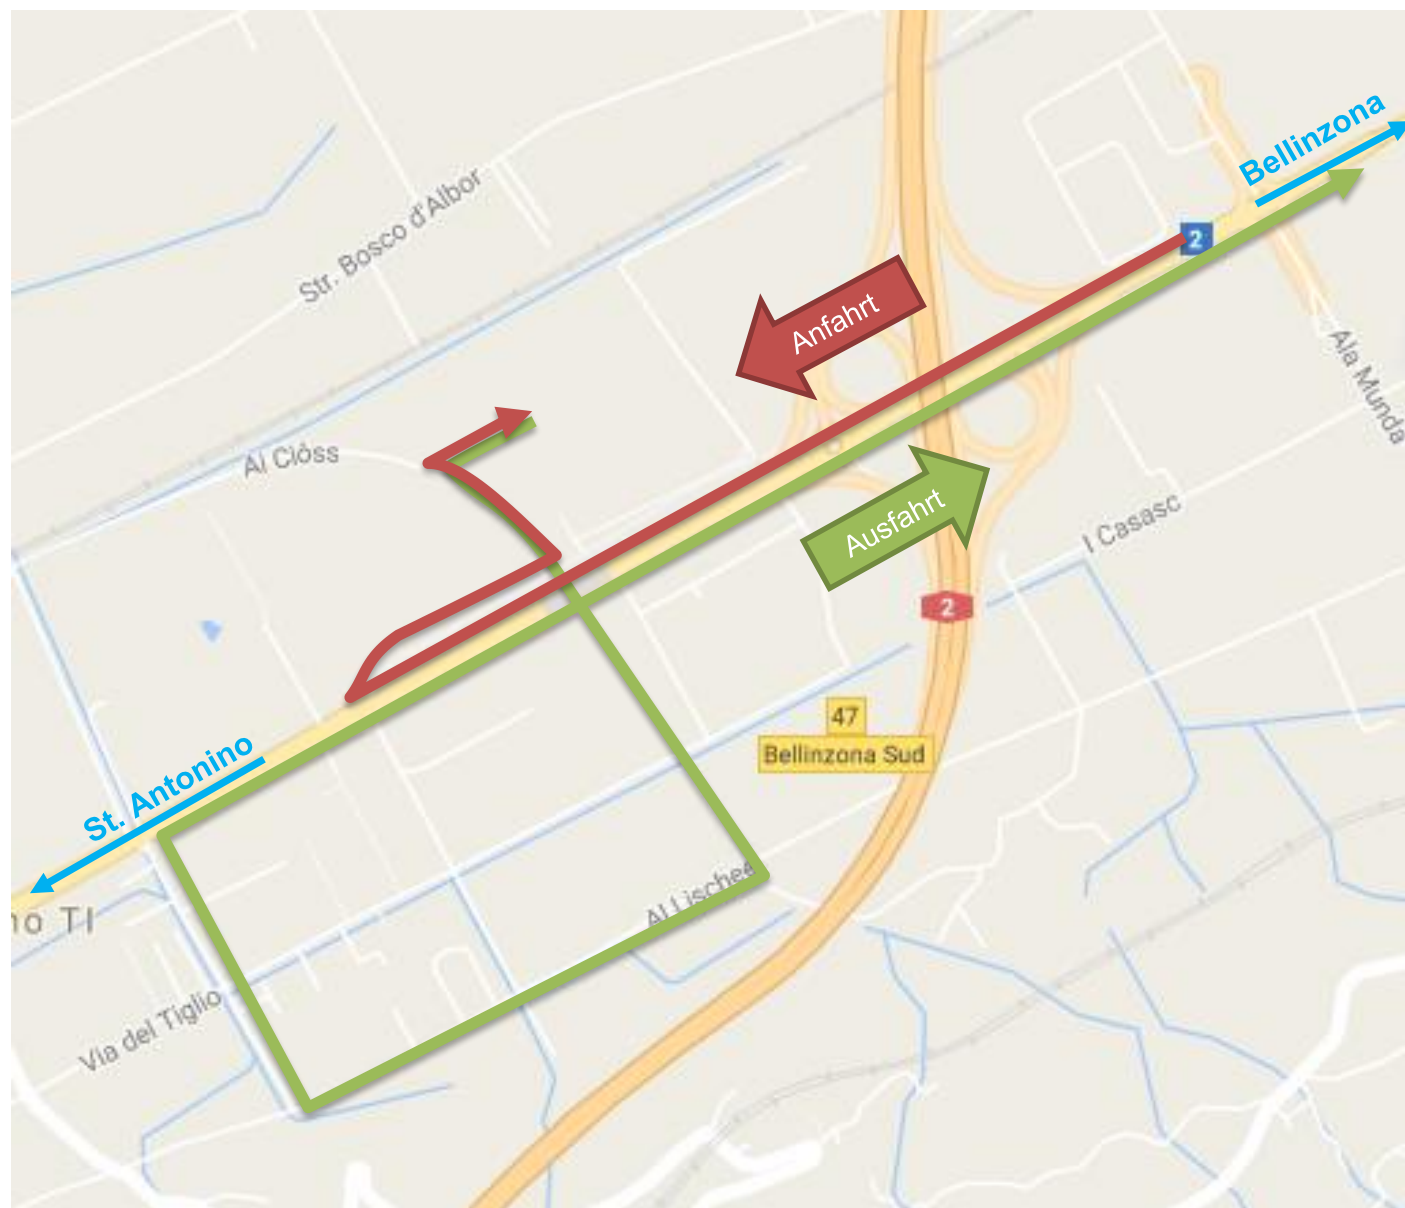 Bellinzona
Str. Bosco d'Albor
2
Anfahrt
Ala Munda
Al Clóss
Ausfahrt
I Casasc
2
47
Bellinzona Sud
St. Antonino
Al Lischee
no TI
Via del Tiglio